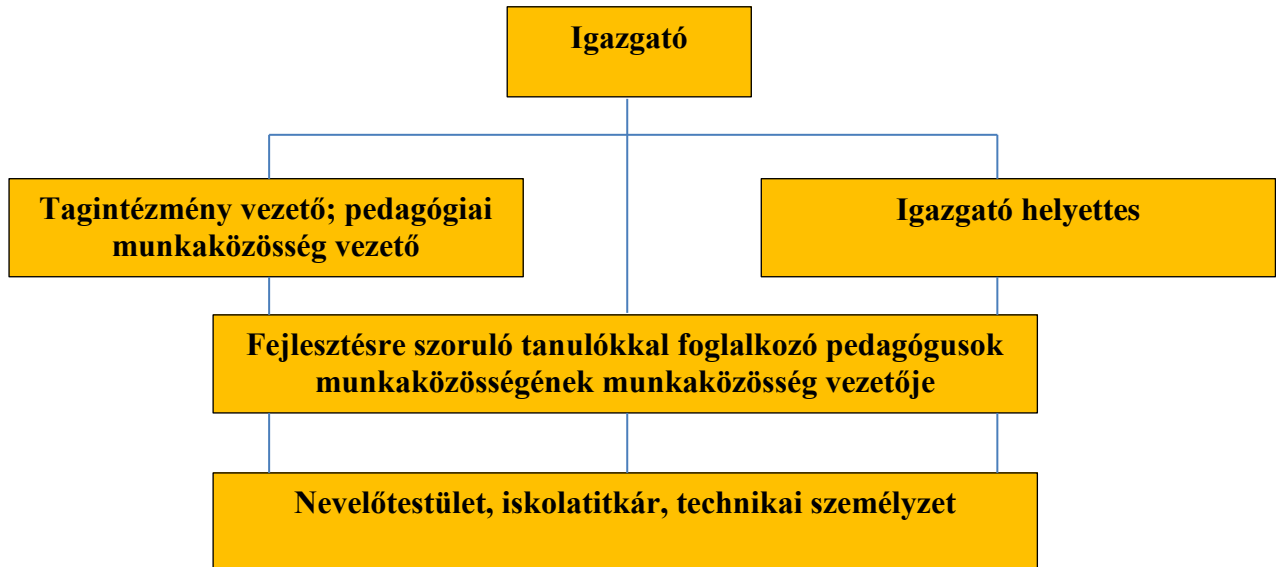 Igazgató
Tagintézmény vezető; pedagógiai
munkaközösség vezető
Igazgató helyettes
Fejlesztésre szoruló tanulókkal foglalkozó pedagógusok
munkaközösségének munkaközösség vezetője
Nevelőtestület, iskolatitkár, technikai személyzet